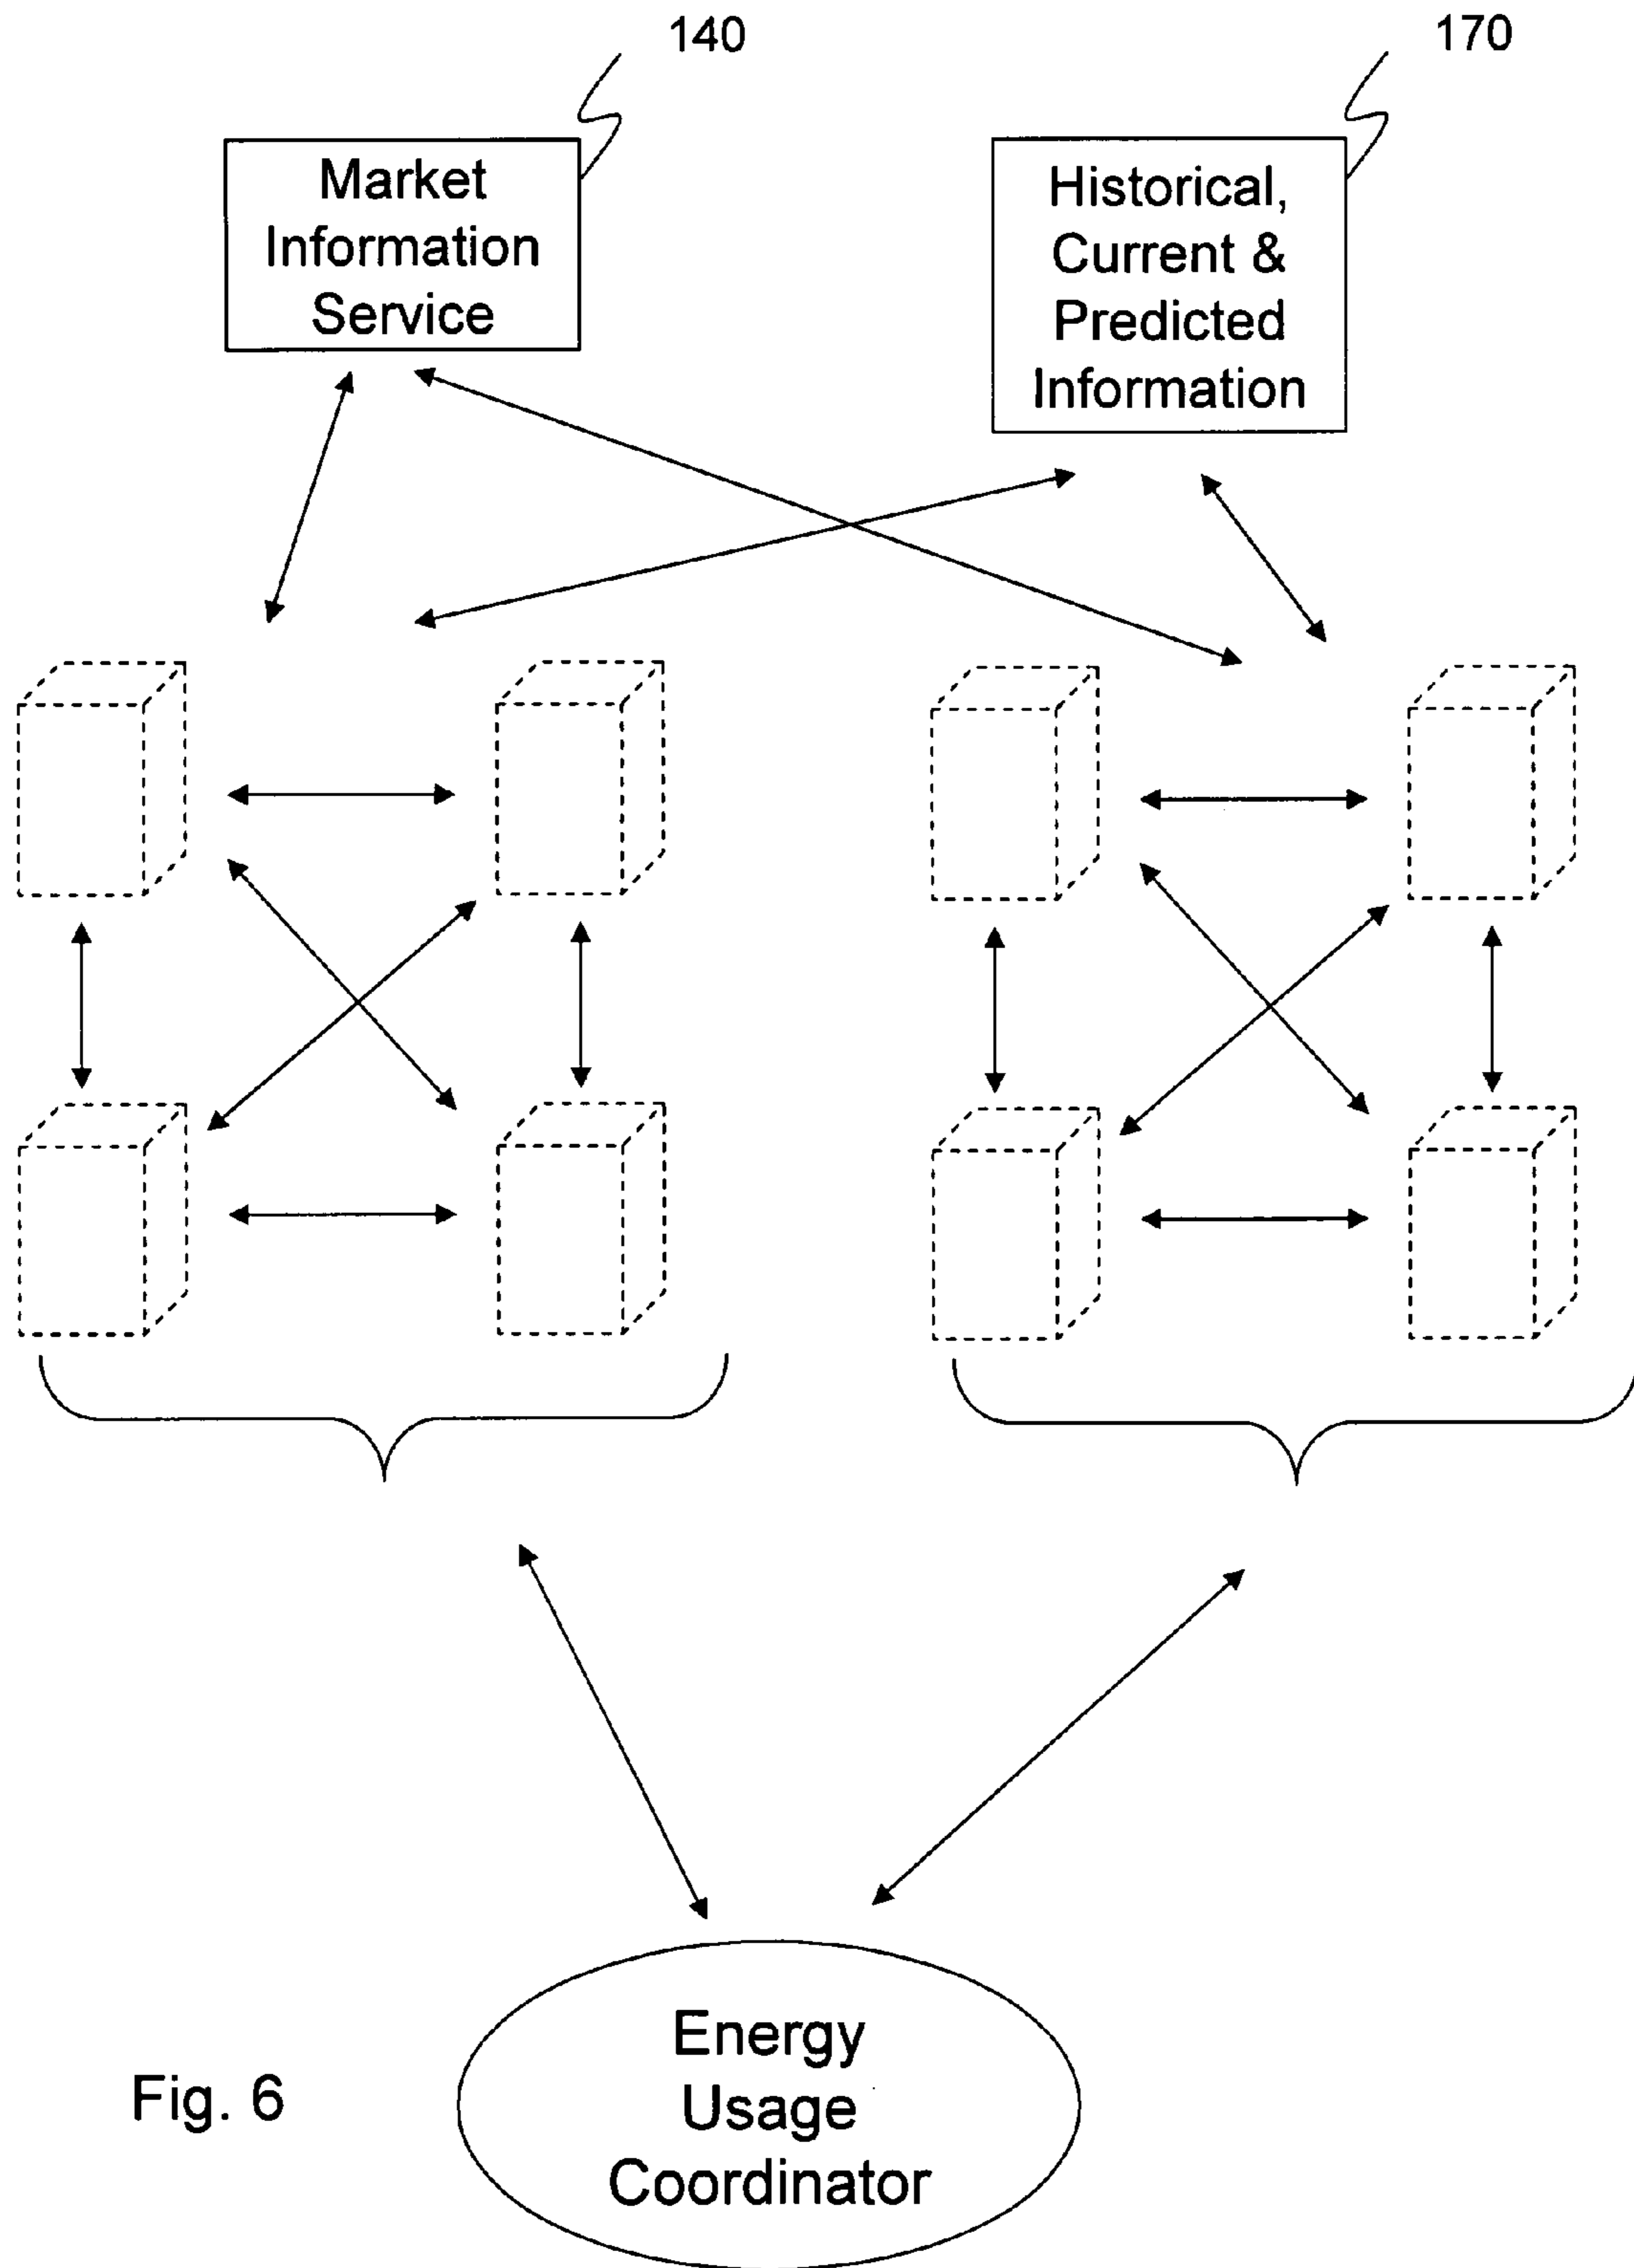 140
170
Market
Information
Service
Historical,
Current &
Predicted
Information
Fig. 6
Energy
Usage
Coordinator